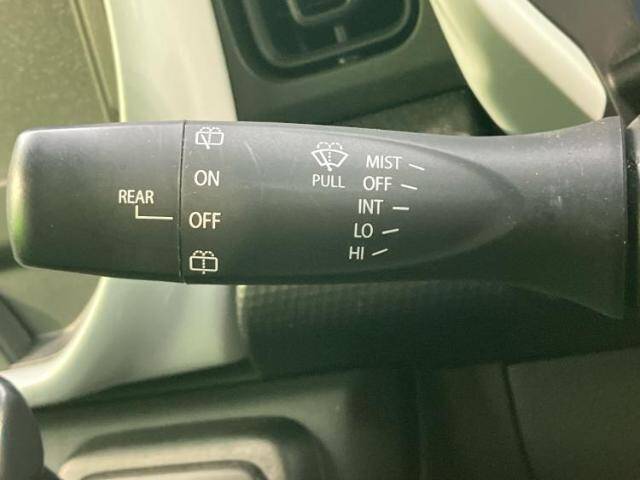 REAR
ON
OFF
PULL
MIST
OFF
INT
LO
HI